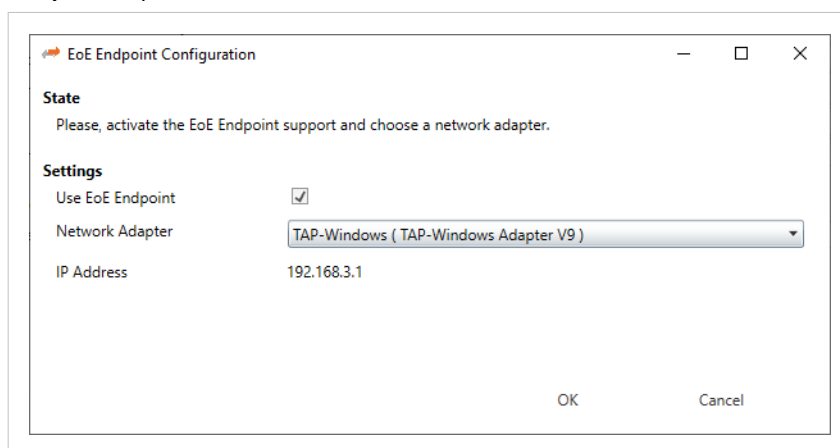 EoE Endpoint Configuration
State
Please, activate the EoE Endpoint support and choose a network adapter.
Settings
Use EoE Endpoint
Network Adapter TAP-Windows ( TAP-Windows Adapter V9 )
IP Address 192.168.3.1
OK Cancel